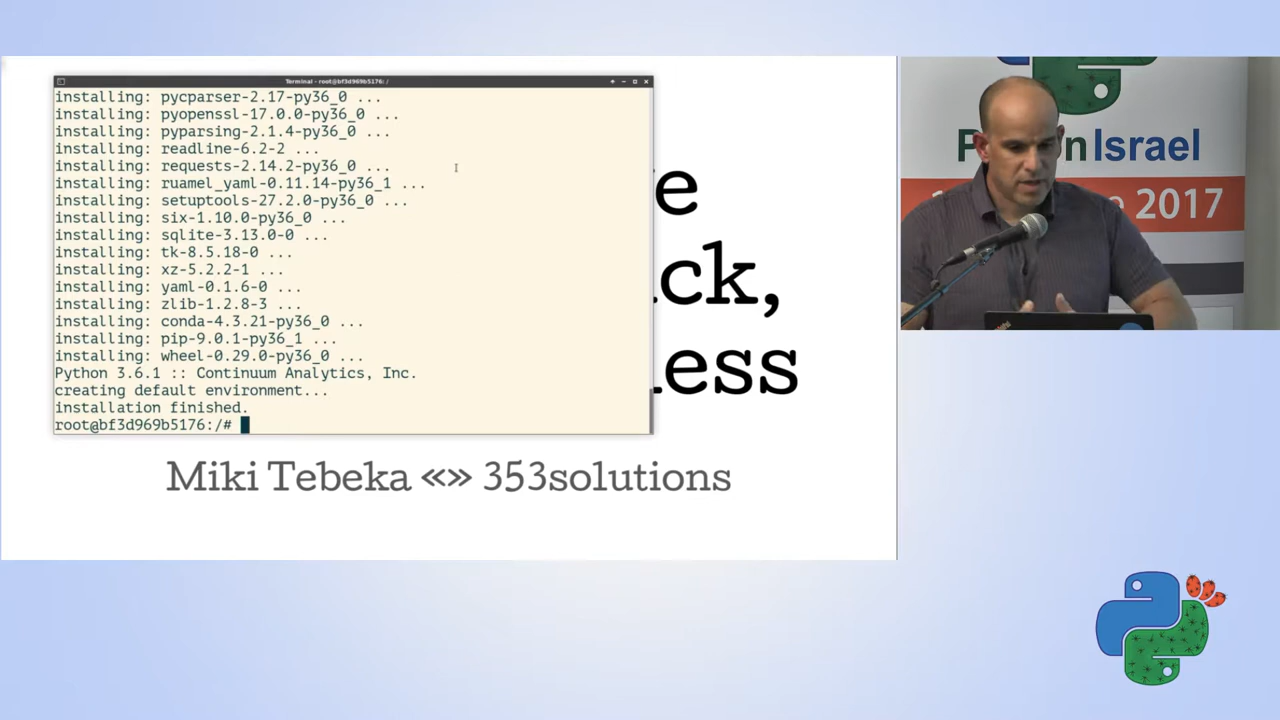 Terminal - root@bf3d969b5176: /
installing: pycparser-2.17-py36_0 ...
installing: pyopenssl-17.0.0-py36_0 ...
installing: pyparsing-2.1.4-py36_0 ...
installing: readline-6.2-2 ...
installing: requests-2.14.2-py36_0 ...
installing: ruamel_yaml-0.11.14-py36_1 ...
installing: setuptools-27.2.0-py36_0 ...
installing: six-1.10.0-py36_0 ...
installing: sqlite-3.13.0-0 ...
installing: tk-8.5.18-0 ...
installing: xz-5.2.2-1 ...
installing: yaml-0.1.6-0 ...
installing: zlib-1.2.8-3 ...
installing: conda-4.3.21-py36_0 ...
installing: pip-9.0.1-py36_1 ...
installing: wheel-0.29.0-py36_0 ...
Python 3.6.1 :: Continuum Analytics, Inc.
creating default environment...
installation finished.
root@bf3d969b5176:/#
e
ck,
ess
Miki Tebeka «» 353solutions
P n Israel
2017